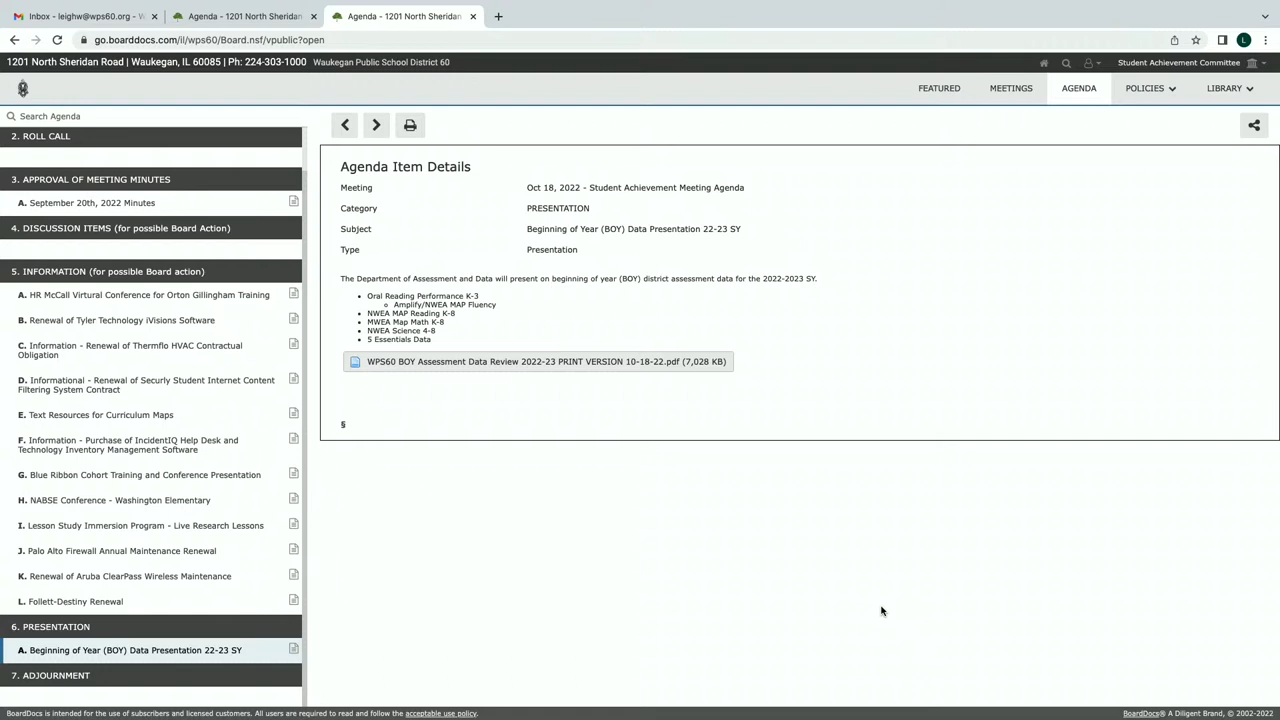 Inbox - leighw@wps60.org - W
Agenda - 1201 North Sheridan
Agenda - 1201 North Sheridan
go.boarddocs.com/il/wps60/Board.nsf/vpublic?open
L
1201 North Sheridan Road | Waukegan, IL 60085 | Ph: 224-303-1000 Waukegan Public School District 60
Student Achievement Committee
FEATURED
MEETINGS
AGENDA
POLICIES
LIBRARY
Search Agenda
2. ROLL CALL
3. APPROVAL OF MEETING MINUTES
A. September 20th, 2022 Minutes
4. DISCUSSION ITEMS (for possible Board Action)
5. INFORMATION (for possible Board action)
A. HR McCall Virtural Conference for Orton Gillingham Training
B. Renewal of Tyler Technology iVisions Software
C. Information - Renewal of Thermflo HVAC Contractual
Obligation
D. Informational - Renewal of Securly Student Internet Content
Filtering System Contract
E. Text Resources for Curriculum Maps
F. Information - Purchase of IncidentIQ Help Desk and
Technology Inventory Management Software
G. Blue Ribbon Cohort Training and Conference Presentation
H. NABSE Conference - Washington Elementary
I. Lesson Study Immersion Program - Live Research Lessons
J. Palo Alto Firewall Annual Maintenance Renewal
K. Renewal of Aruba ClearPass Wireless Maintenance
L. Follett-Destiny Renewal
6. PRESENTATION
A. Beginning of Year (BOY) Data Presentation 22-23 SY
7. ADJOURNMENT
Agenda Item Details
Meeting Oct 18, 2022 - Student Achievement Meeting Agenda
Category PRESENTATION
Subject Beginning of Year (BOY) Data Presentation 22-23 SY
Type Presentation
The Department of Assessment and Data will present on beginning of year (BOY) district assessment data for the 2022-2023 SY.
• Oral Reading Performance K-3
◦ Amplify/NWEA MAP Fluency
• NWEA MAP Reading K-8
• MWEA Map Math K-8
• NWEA Science 4-8
• 5 Essentials Data
WPS60 BOY Assessment Data Review 2022-23 PRINT VERSION 10-18-22.pdf (7,028 KB)
§
BoardDocs is intended for the use of subscribers and licensed customers. All users are required to read and follow the acceptable use policy.
BoardDocs® A Diligent Brand, © 2002-2022